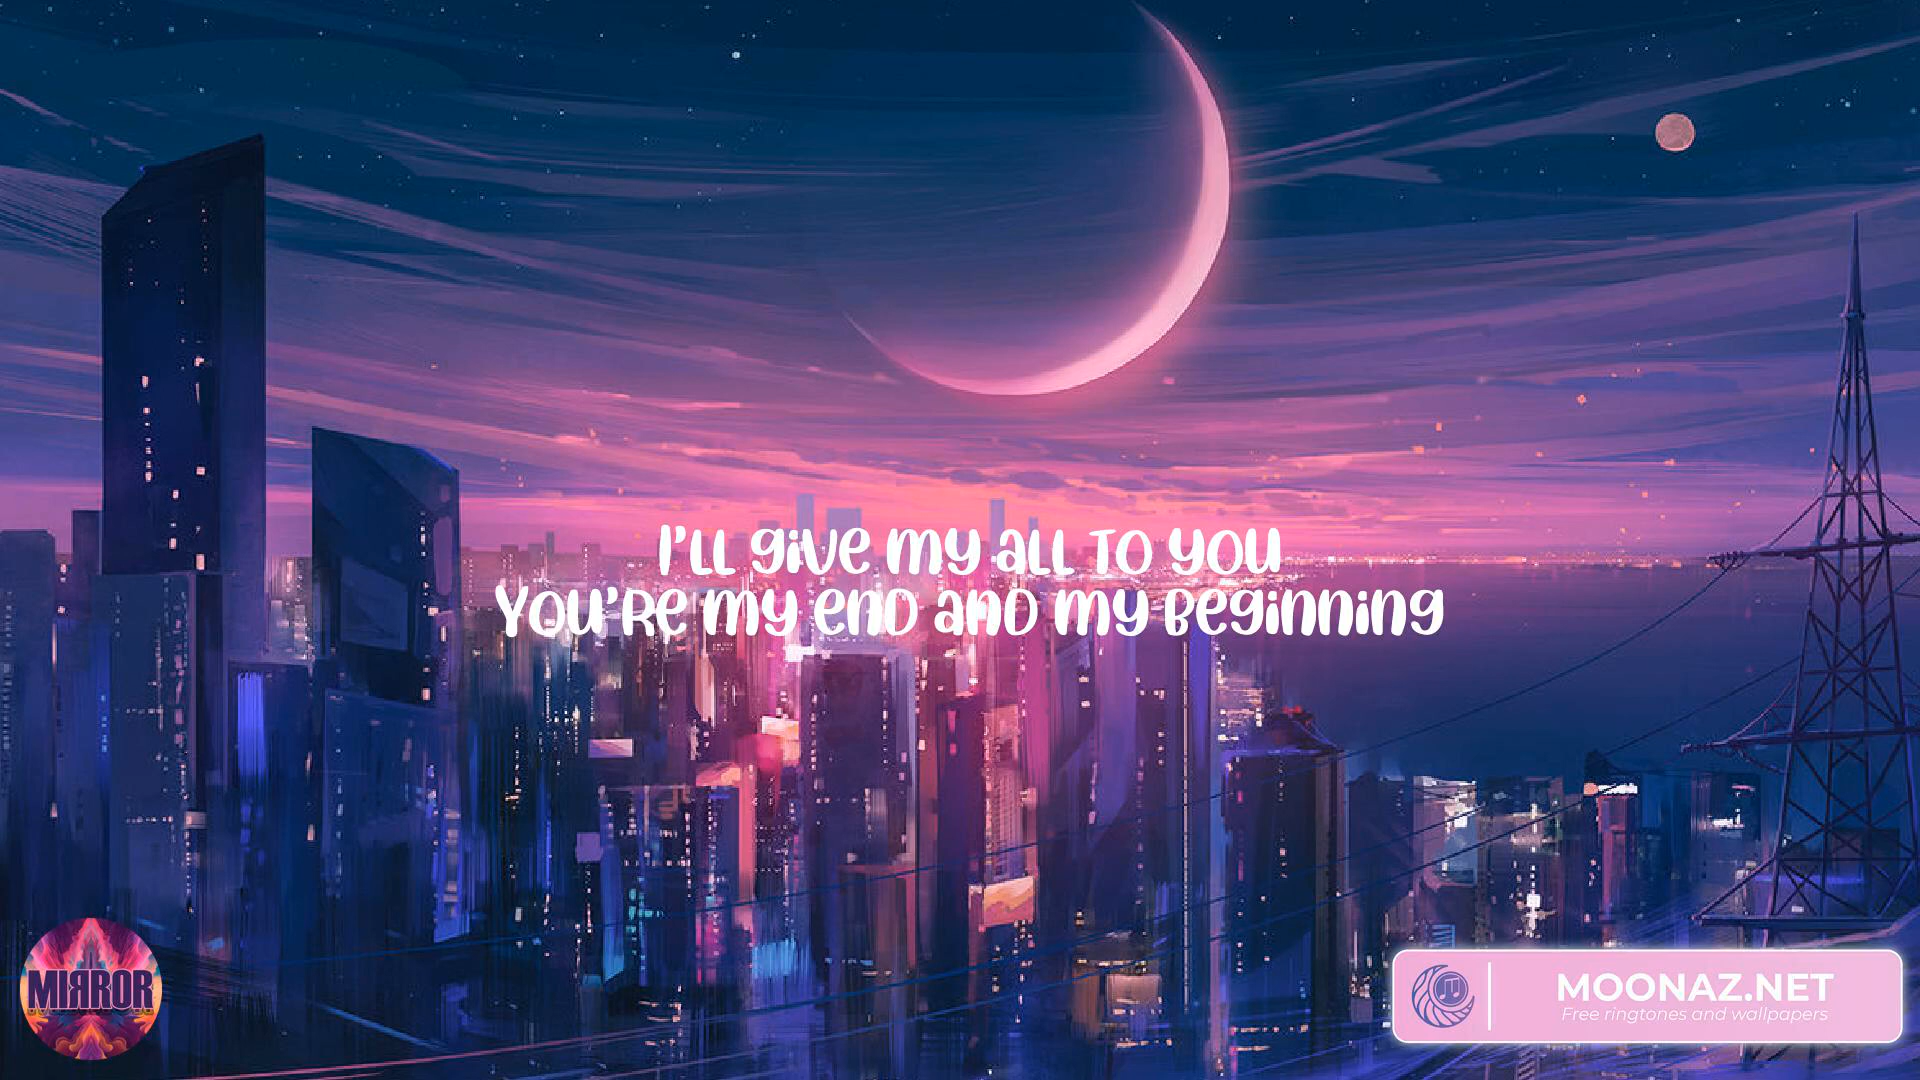 I'll give my all to you
You're my end and my beginning
MIRROR
MOONAZ.NET
Free ringtones and wallpapers